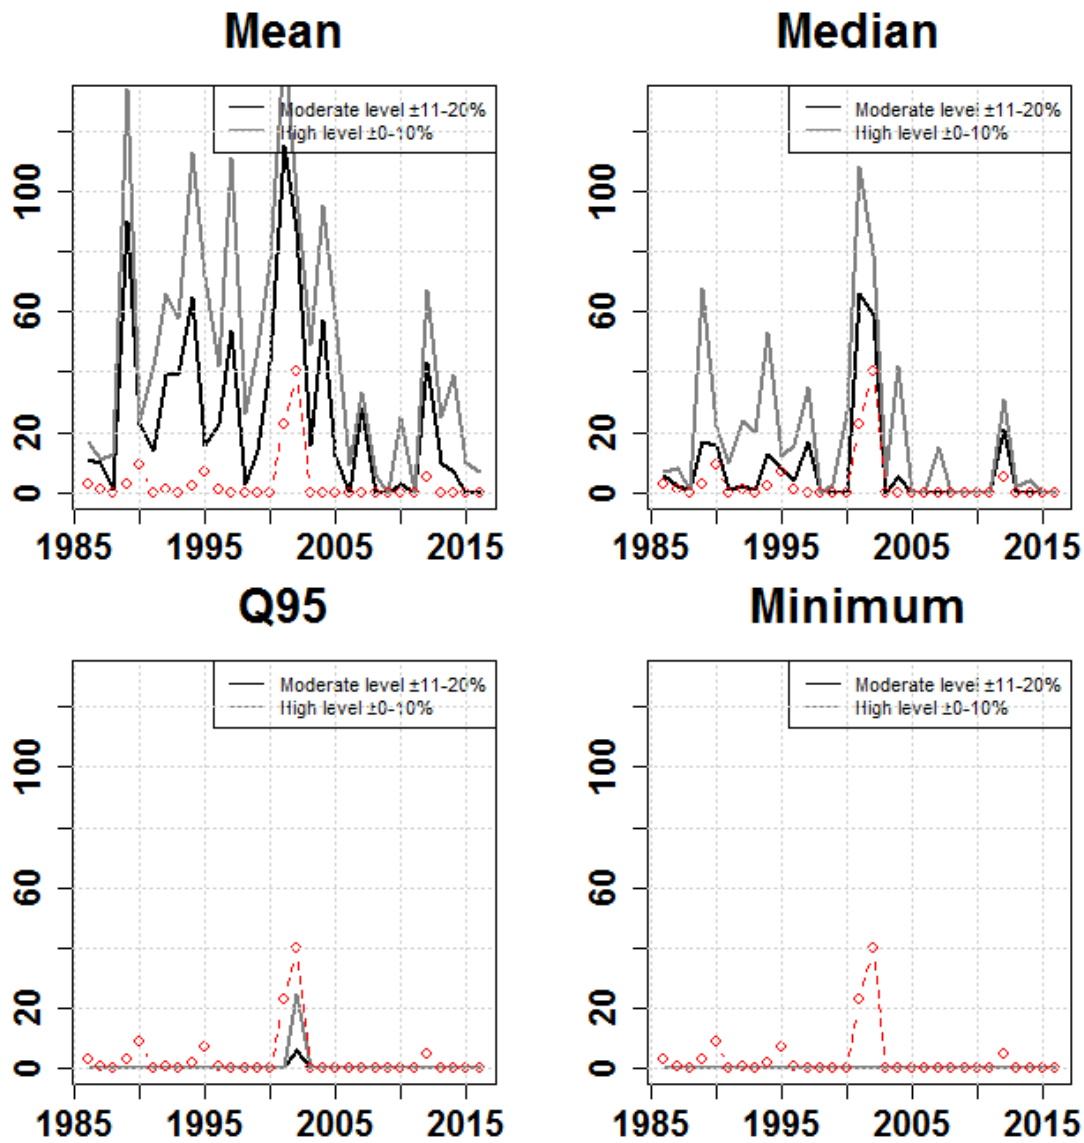 Mean
Moderate level ±11-20%
High level ±0-10%
100
60
20
0
1985 1995 2005 2015
Median
Moderate level ±11-20%
High level ±0-10%
100
60
20
0
1985 1995 2005 2015
Q95
Moderate level ±11-20%
High level ±0-10%
100
60
20
0
1985 1995 2005 2015
Minimum
Moderate level ±11-20%
High level ±0-10%
100
60
20
0
1985 1995 2005 2015